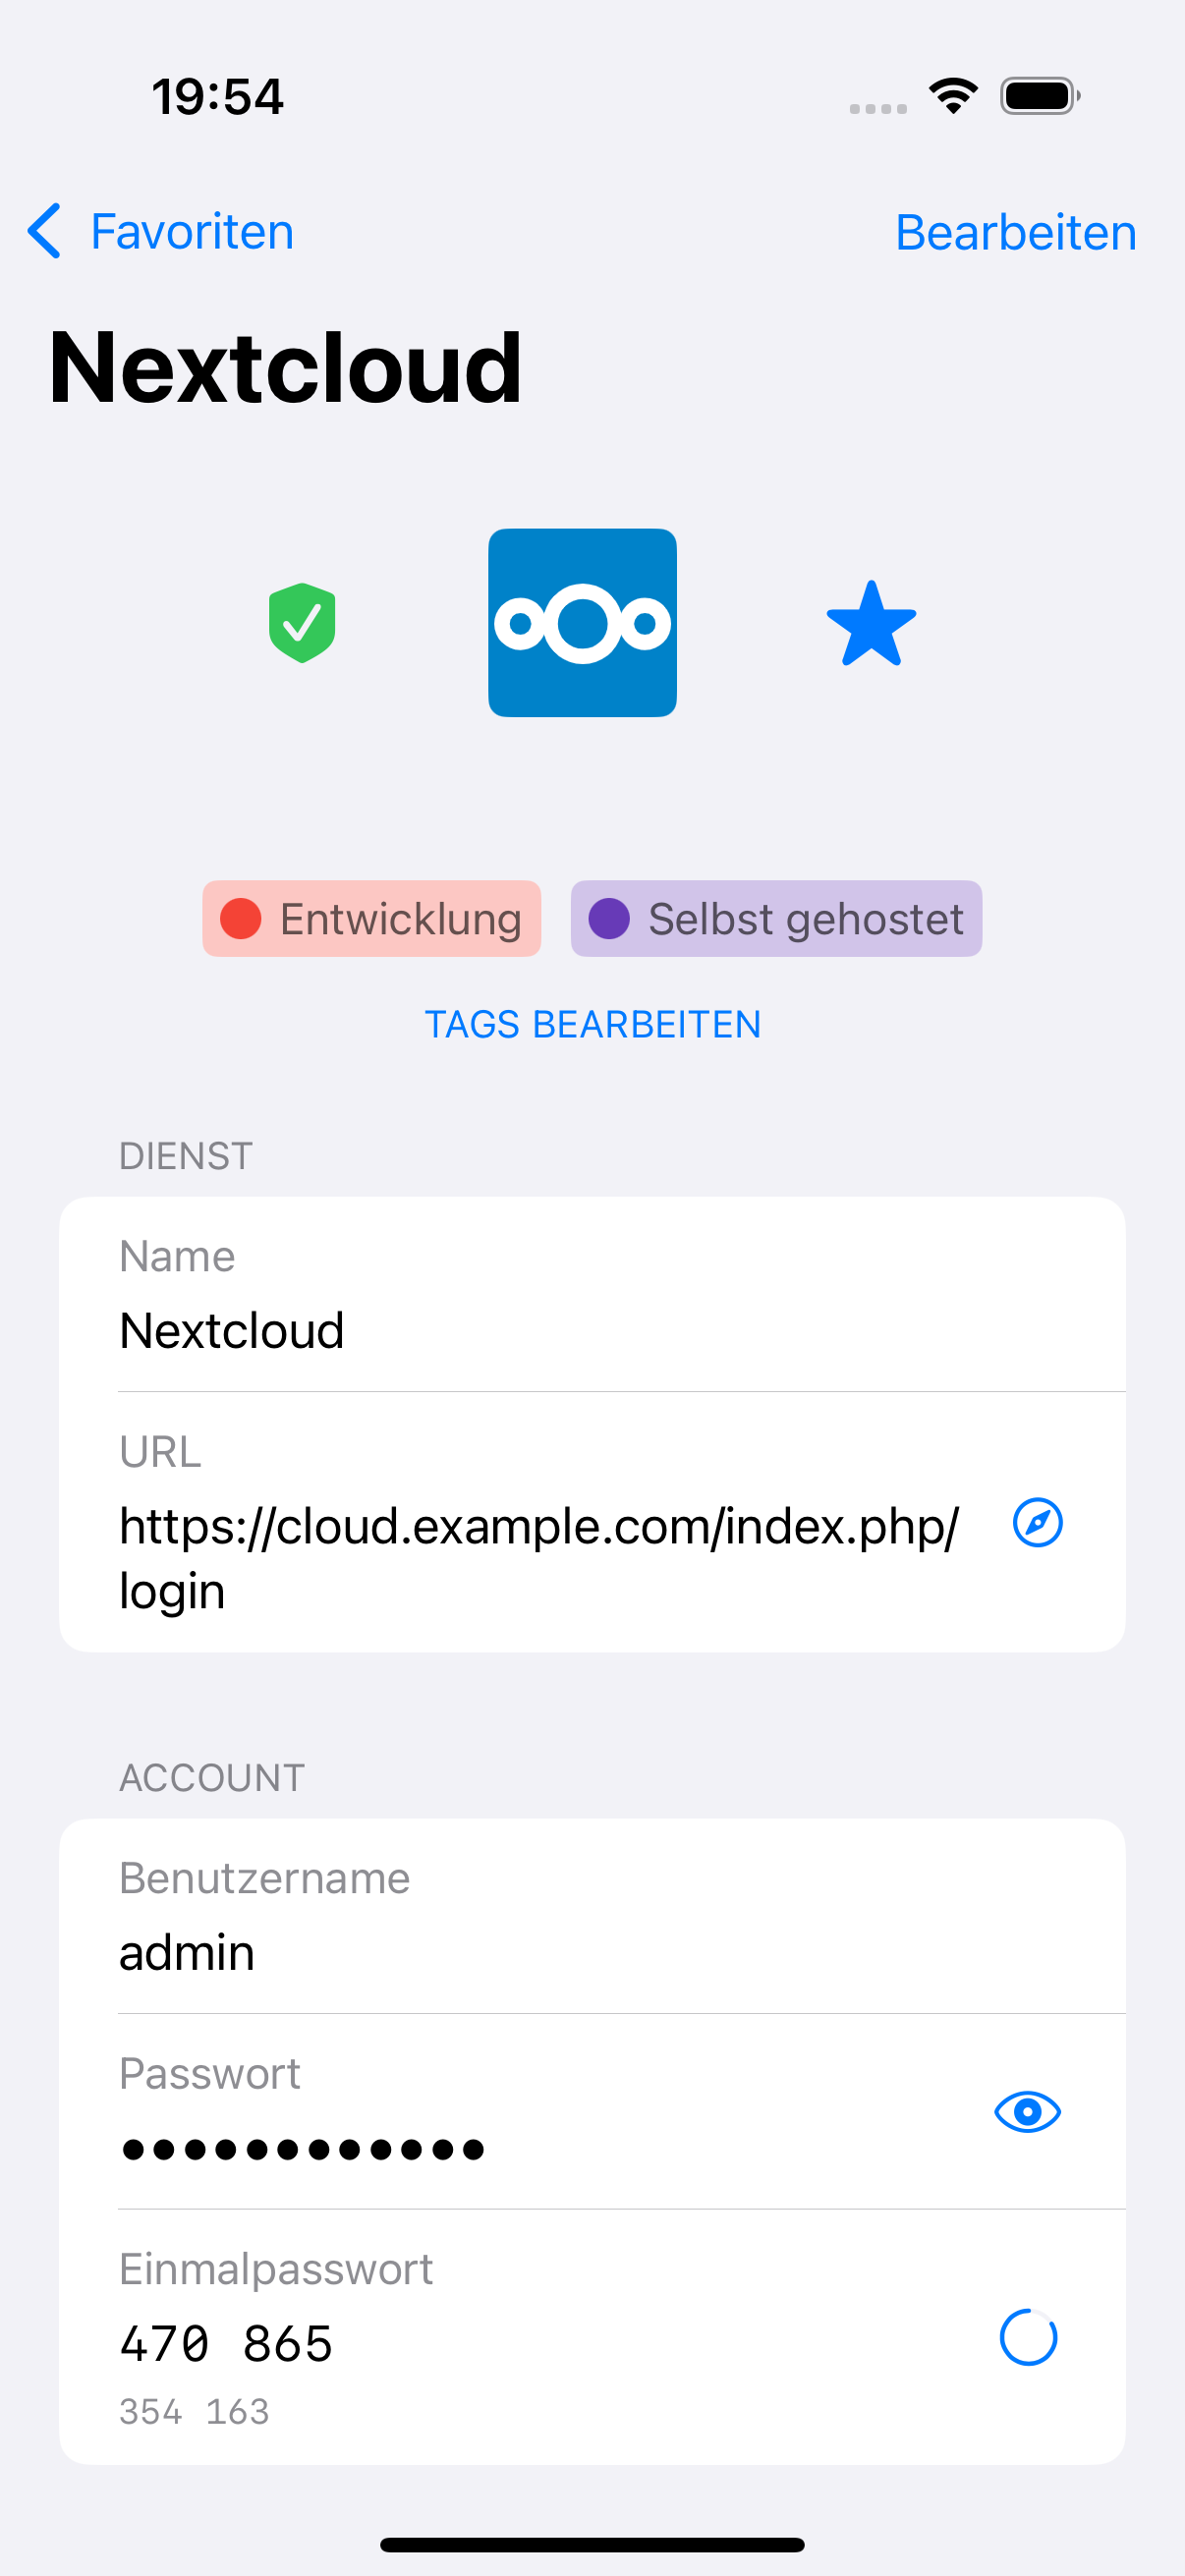 19:54
Favoriten
Bearbeiten
Nextcloud
Entwicklung
Selbst gehostet
TAGS BEARBEITEN
DIENST
Name
Nextcloud
URL
https://cloud.example.com/index.php/
login
ACCOUNT
Benutzername
admin
Passwort
●●●●●●●●●●●●
Einmalpasswort
470 865
354 163